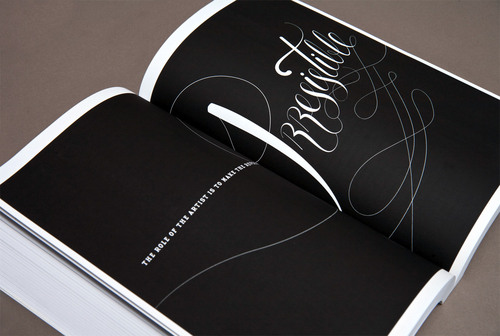 THE ROLE OF THE ARTIST IS TO MAKE THE
Irresistible